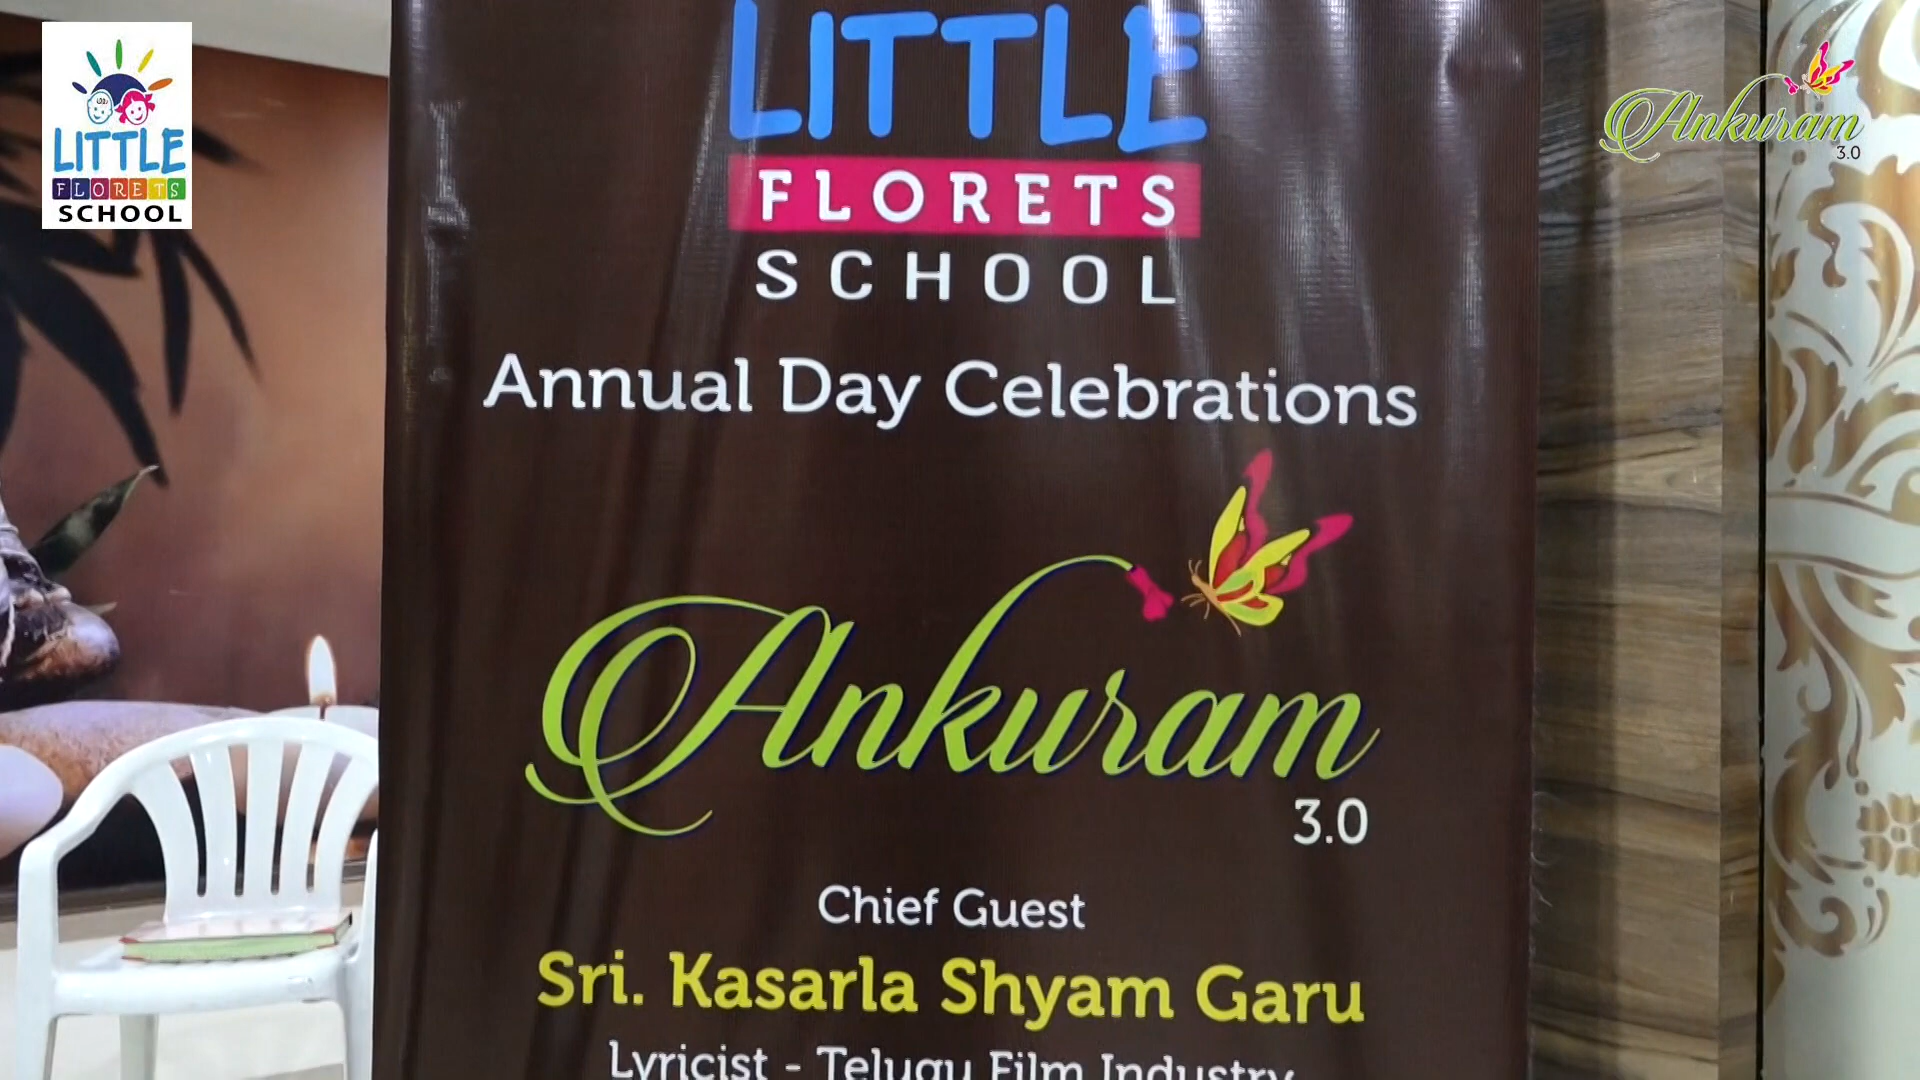 LITTLE
FLORETS
SCHOOL
Ankuram
3.0
LITTLE
FLORETS
SCHOOL
Annual Day Celebrations
Ankuram
3.0
Chief Guest
Sri. Kasarla Shyam Garu
Lyricist - Telugu Film Industry